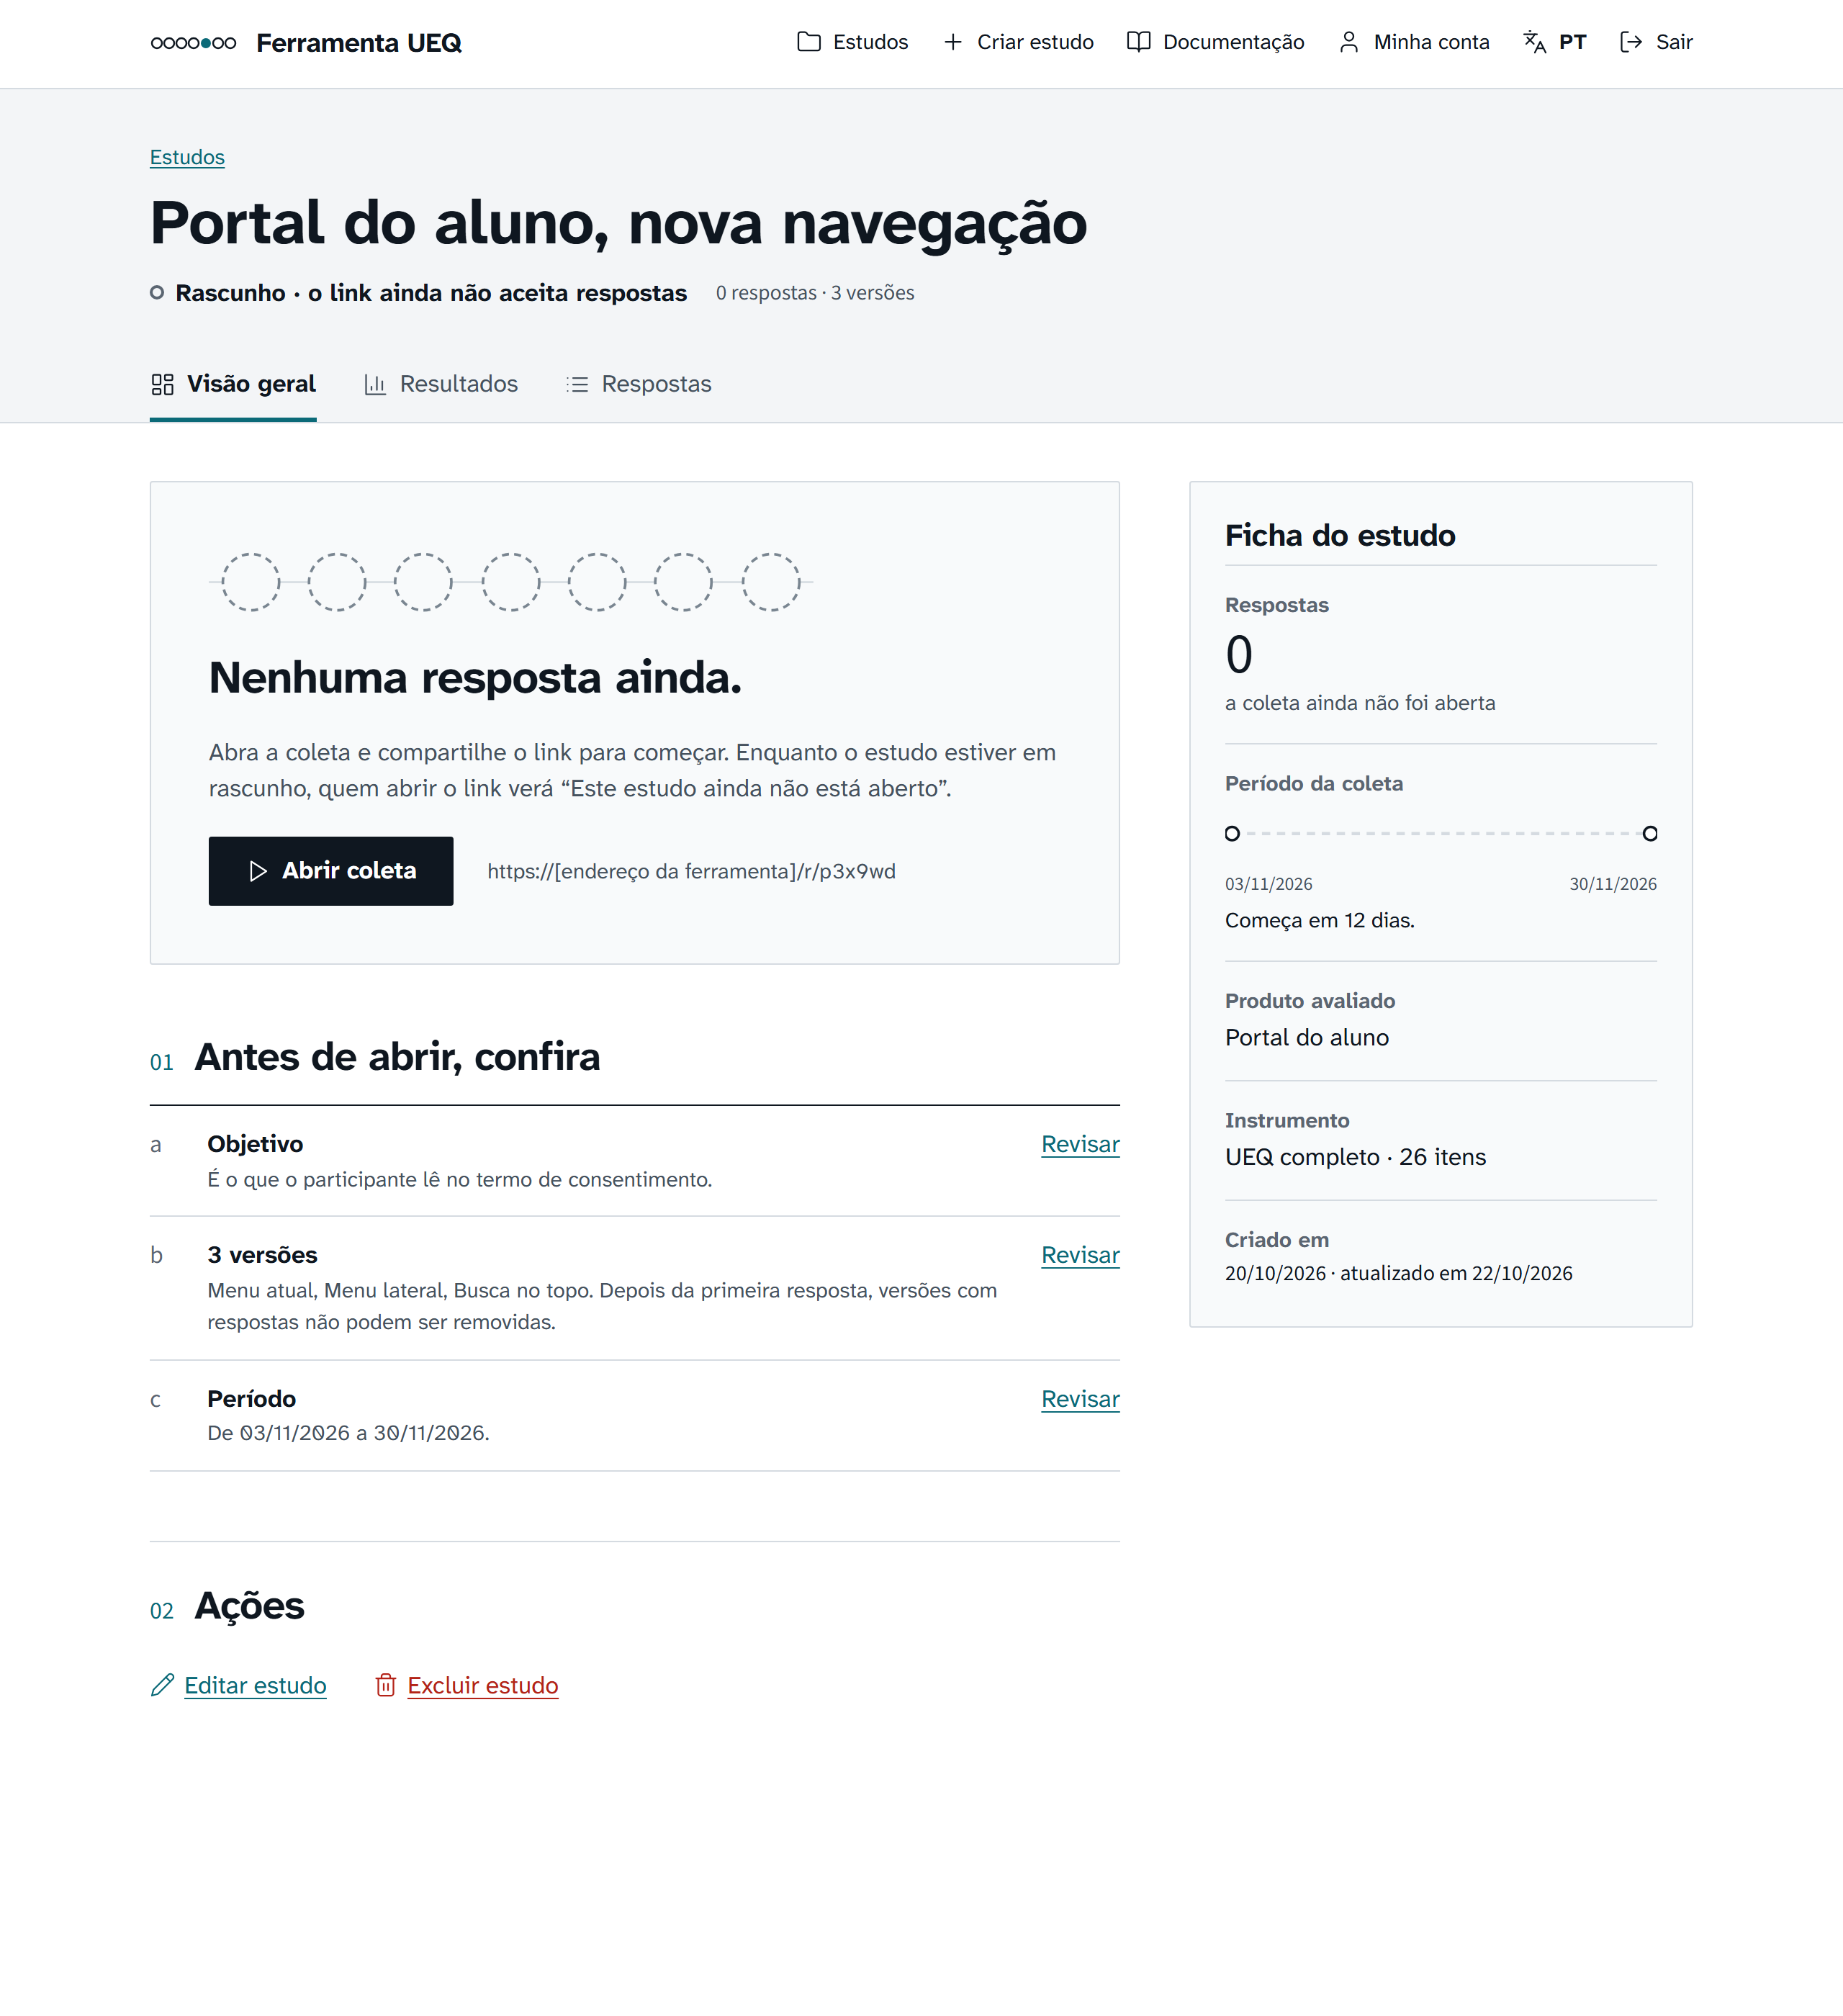 Ferramenta UEQ
Estudos
Criar estudo
Documentação
Minha conta
PT
Sair
Estudos
Portal do aluno, nova navegação
Rascunho · o link ainda não aceita respostas
0 respostas · 3 versões
Visão geral
Resultados
Respostas
Nenhuma resposta ainda.
Abra a coleta e compartilhe o link para começar. Enquanto o estudo estiver em
rascunho, quem abrir o link verá “Este estudo ainda não está aberto”.
Abrir coleta
https://[endereço da ferramenta]/r/p3x9wd
01 Antes de abrir, confira
a Objetivo Revisar
É o que o participante lê no termo de consentimento.
b 3 versões Revisar
Menu atual, Menu lateral, Busca no topo. Depois da primeira resposta, versões com
respostas não podem ser removidas.
c Período Revisar
De 03/11/2026 a 30/11/2026.
02 Ações
Editar estudo
Excluir estudo
Ficha do estudo
Respostas
0
a coleta ainda não foi aberta
Período da coleta
03/11/2026 30/11/2026
Começa em 12 dias.
Produto avaliado
Portal do aluno
Instrumento
UEQ completo · 26 itens
Criado em
20/10/2026 · atualizado em 22/10/2026